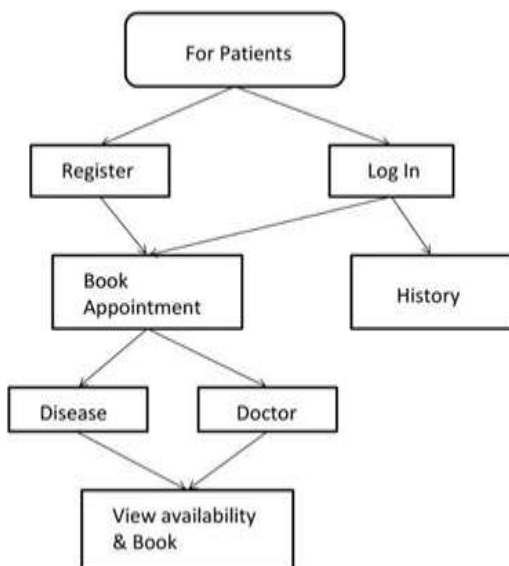 For Patients
Register
Log In
Book
Appointment
History
Disease
Doctor
View availability
& Book